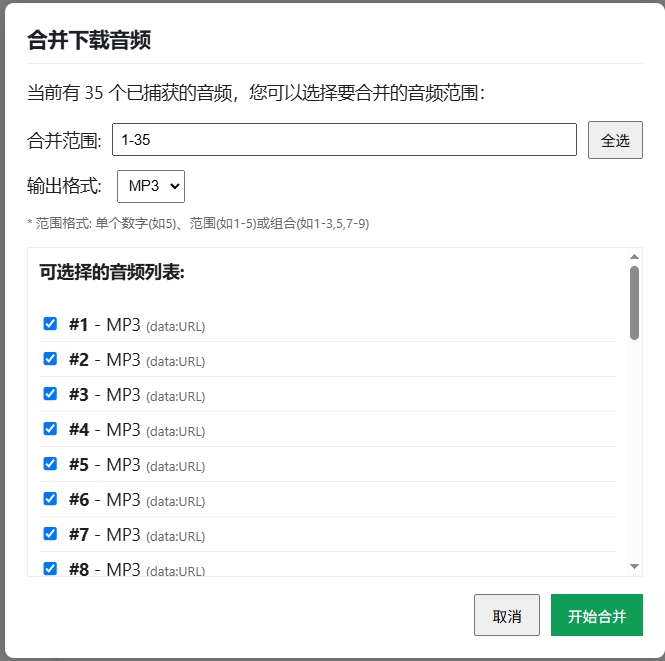 合并下载音频
当前有 35 个已捕获的音频，您可以选择要合并的音频范围：
合并范围: 1-35 全选
输出格式: MP3
* 范围格式: 单个数字(如5)、范围(如1-5)或组合(如1-3,5,7-9)
可选择的音频列表:
#1 - MP3 (data:URL)
#2 - MP3 (data:URL)
#3 - MP3 (data:URL)
#4 - MP3 (data:URL)
#5 - MP3 (data:URL)
#6 - MP3 (data:URL)
#7 - MP3 (data:URL)
#8 - MP3 (data:URL)
取消 开始合并